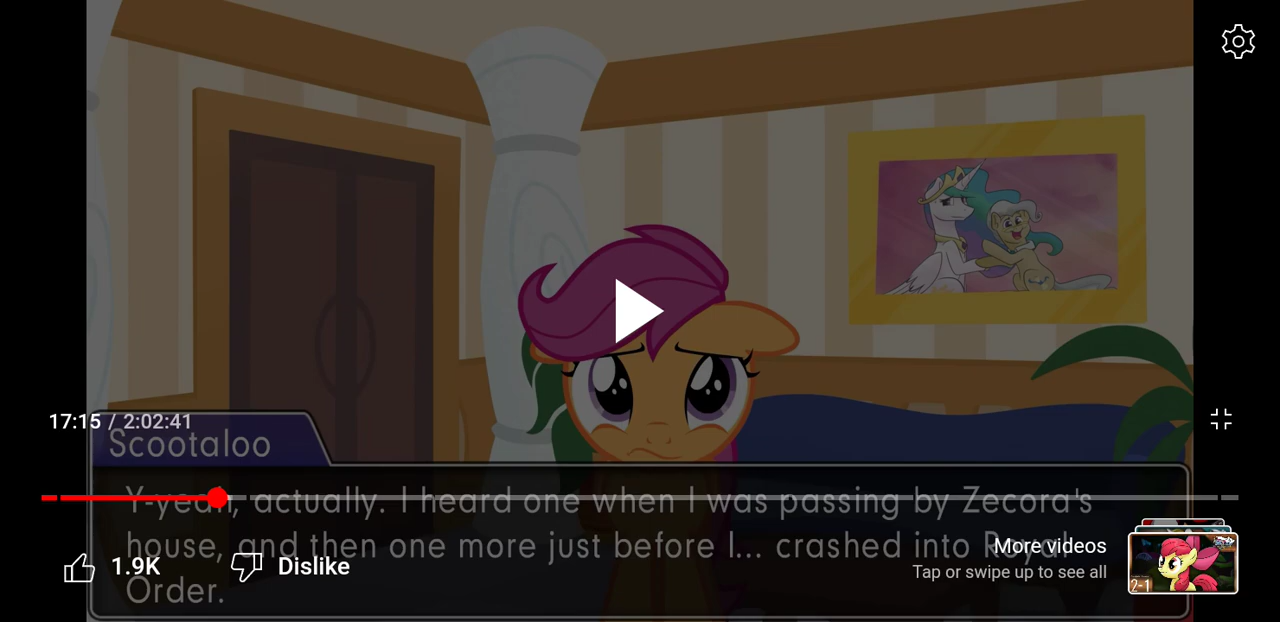 17:15 / 2:02:41
Scootaloo
Y-yeah, actually. I heard one when I was passing by Zecora's
house, and then one more just before I... crashed into Royal
Order.
1.9K
Dislike
More videos
Tap or swipe up to see all
2-1